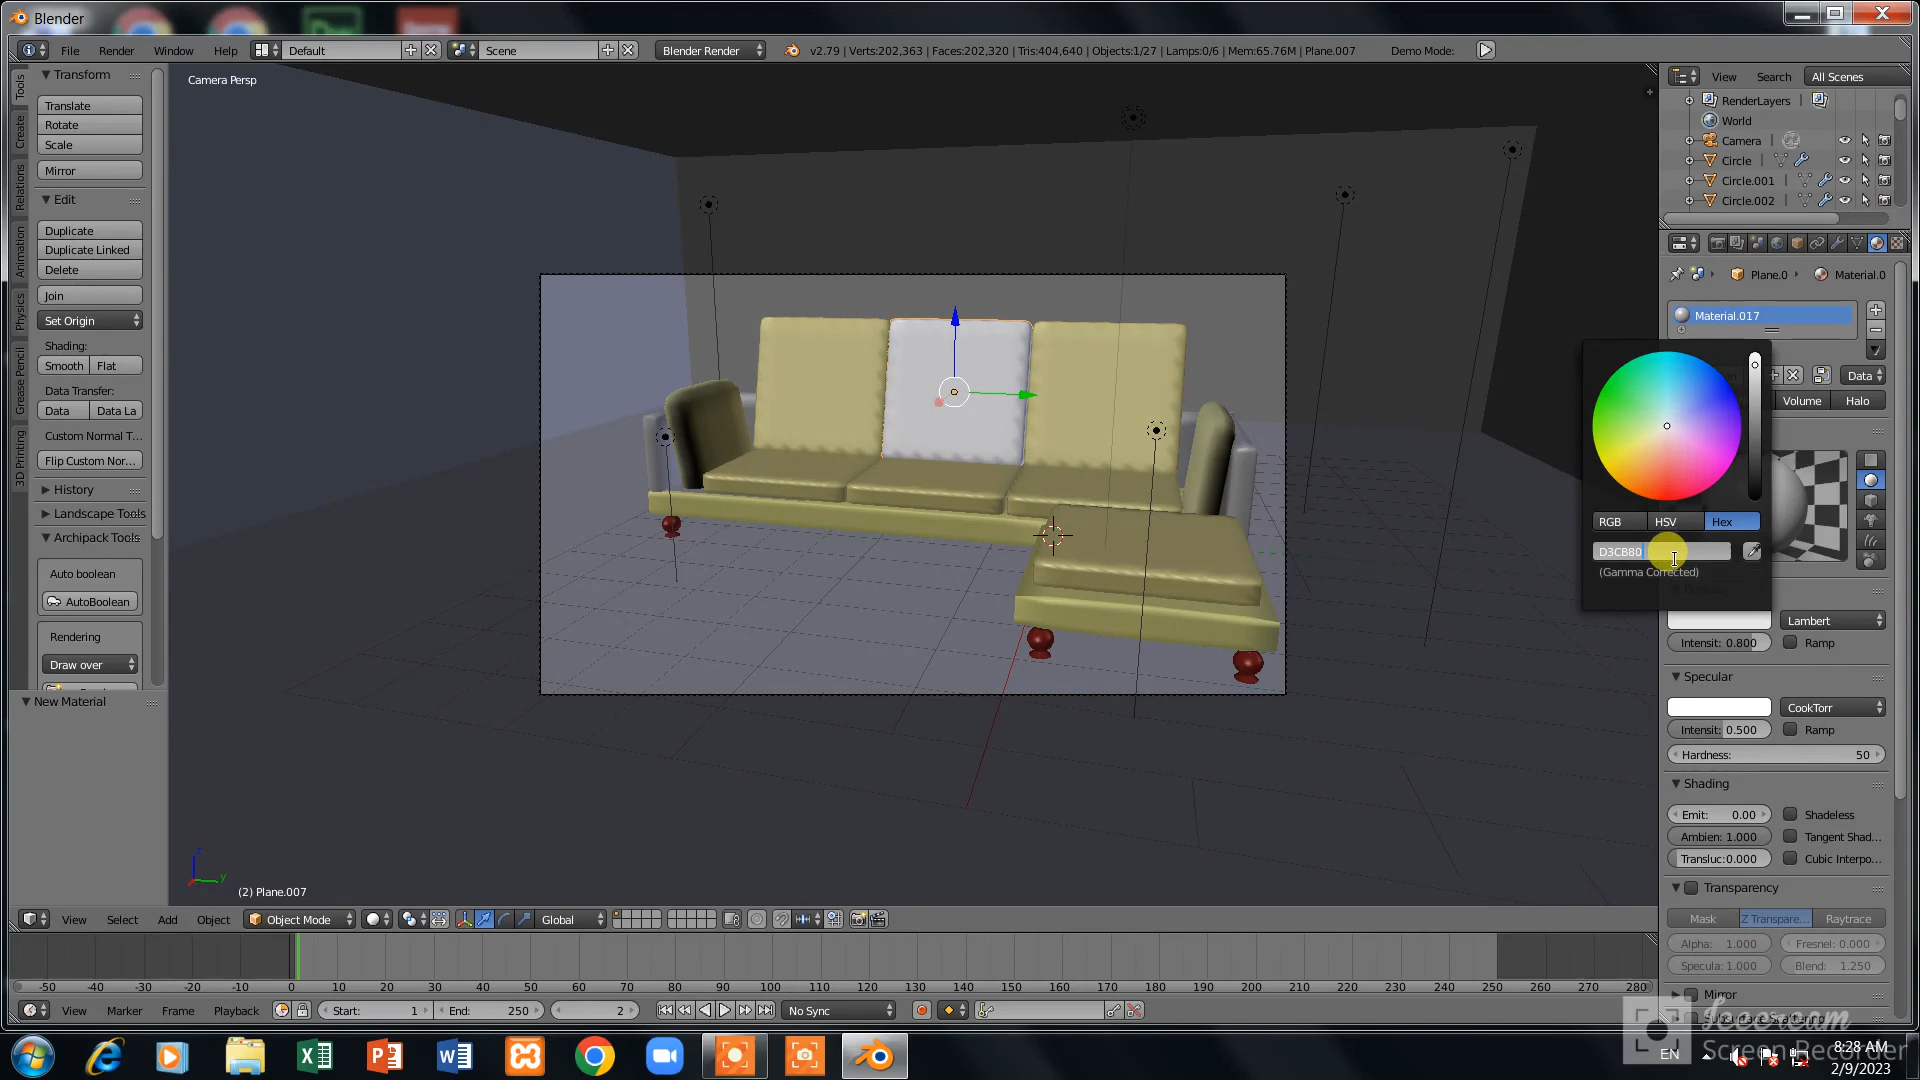 Blender
File Render Window Help Default Scene Blender Render v2.79 | Verts:202,363 | Faces:202,320 | Tris:404,640 | Objects:1/27 | Lamps:0/6 | Mem:65.76M | Plane.007 Demo Mode:
Tools
Create
Relations
Animation
Physics
Grease Pencil
3D Printing
Transform
Translate
Rotate
Scale
Mirror
Edit
Duplicate
Duplicate Linked
Delete
Join
Set Origin
Shading:
Smooth Flat
Data Transfer:
Data Data La
Custom Normal T...
Flip Custom Nor...
History
Landscape Tools
Archipack Tools
Auto boolean
AutoBoolean
Rendering
Draw over
New Material
Camera Persp
(2) Plane.007
z
y
View Search All Scenes
RenderLayers
World
Camera
Circle
Circle.001
Circle.002
Plane.0 Material.0
Material.017
Data
Volume Halo
RGB HSV Hex
D3CB80
(Gamma Corrected)
Lambert
Intensit: 0.800 Ramp
Specular
CookTorr
Intensit: 0.500 Ramp
Hardness: 50
Shading
Emit: 0.00 Shadeless
Ambien: 1.000 Tangent Shad...
Transluc:0.000 Cubic Interpo...
Transparency
Mask Z Transpare... Raytrace
Alpha: 1.000 Fresnel: 0.000
Specula: 1.000 Blend: 1.250
Mirror
Subsurface Scattering
View Select Add Object Object Mode Global
-50 -40 -30 -20 -10 0 10 20 30 40 50 60 70 80 90 100 110 120 130 140 150 160 170 180 190 200 210 220 230 240 250 260 270 280
View Marker Frame Playback Start: 1 End: 250 2 No Sync
Icecream
Screen Recorder
EN
8:28 AM
2/9/2023